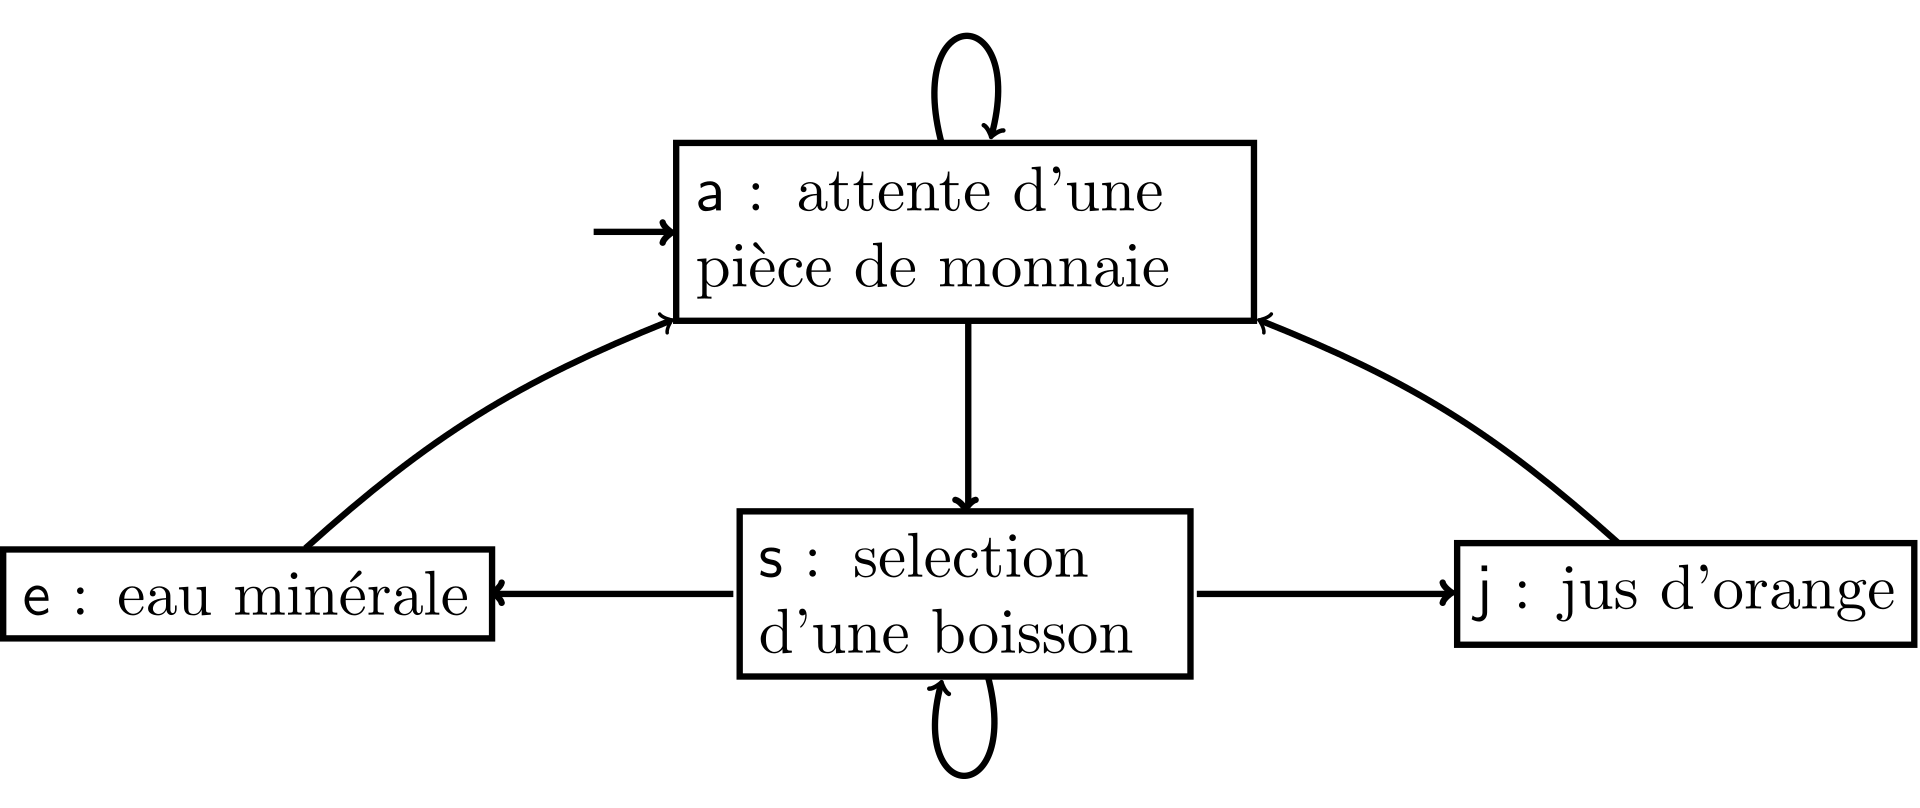 a : attente d'une
pièce de monnaie
s : selection
d'une boisson
e : eau minérale
j : jus d'orange